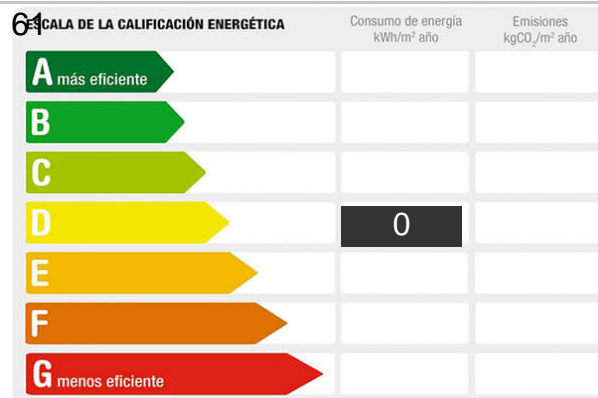 61
ESCALA DE LA CALIFICACIÓN ENERGÉTICA
Consumo de energía
kWh/m² año
Emisiones
kgCO₂/m² año
A más eficiente
B
C
D
0
E
F
G menos eficiente